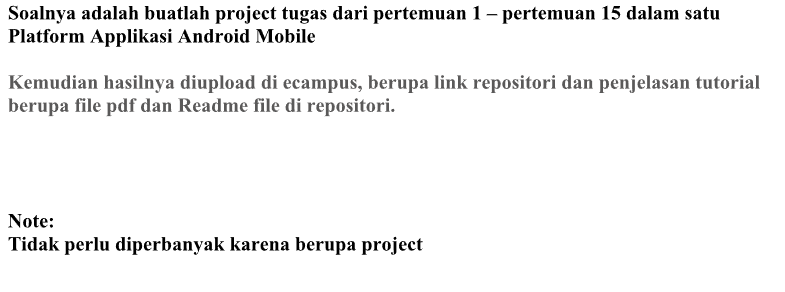 Soalnya adalah buatlah project tugas dari pertemuan 1 – pertemuan 15 dalam satu
Platform Applikasi Android Mobile
Kemudian hasilnya diupload di ecampus, berupa link repositori dan penjelasan tutorial
berupa file pdf dan Readme file di repositori.
Note:
Tidak perlu diperbanyak karena berupa project